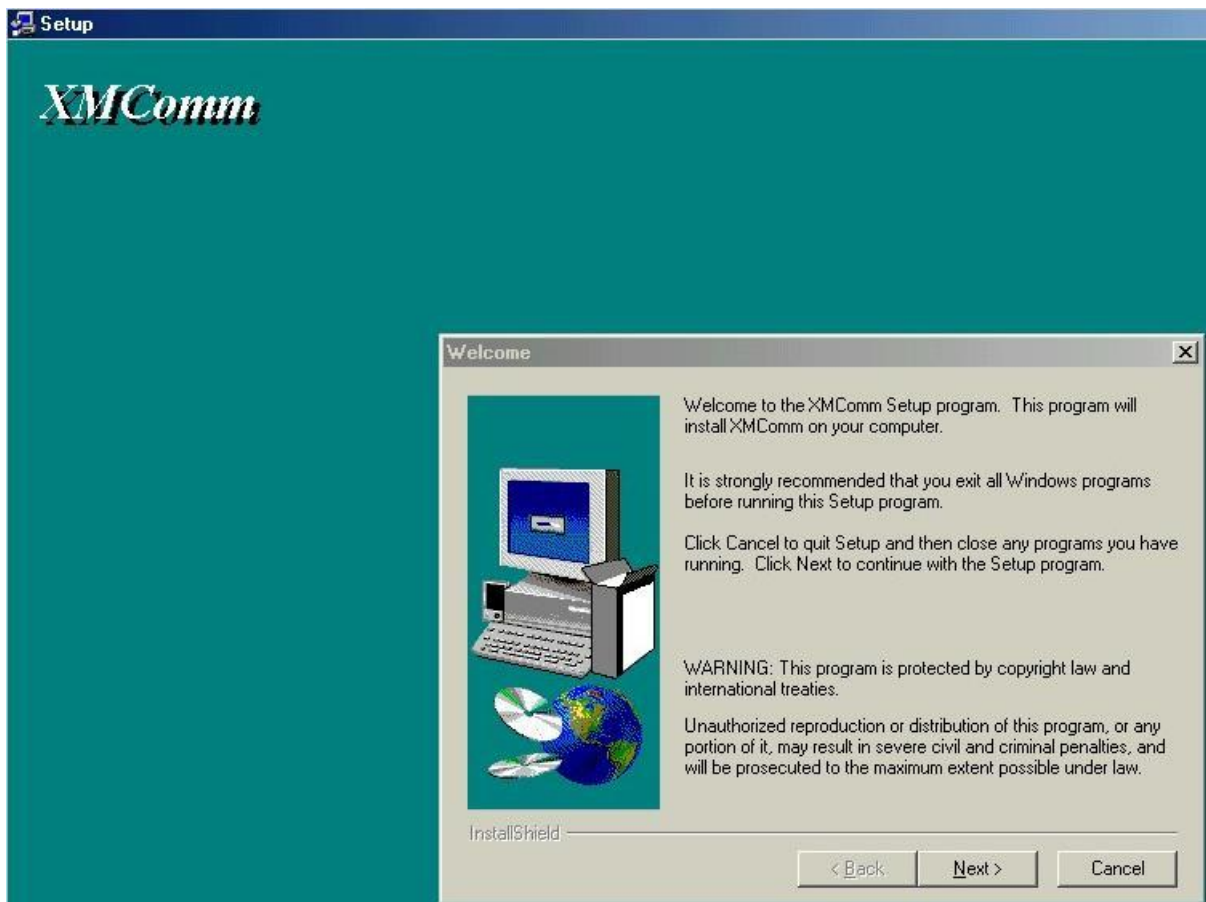 Setup
XMComm
Welcome
Welcome to the XMComm Setup program.  This program will
install XMComm on your computer.
It is strongly recommended that you exit all Windows programs
before running this Setup program.
Click Cancel to quit Setup and then close any programs you have
running.  Click Next to continue with the Setup program.
WARNING: This program is protected by copyright law and
international treaties.
Unauthorized reproduction or distribution of this program, or any
portion of it, may result in severe civil and criminal penalties, and
will be prosecuted to the maximum extent possible under law.
InstallShield
< Back Next > Cancel